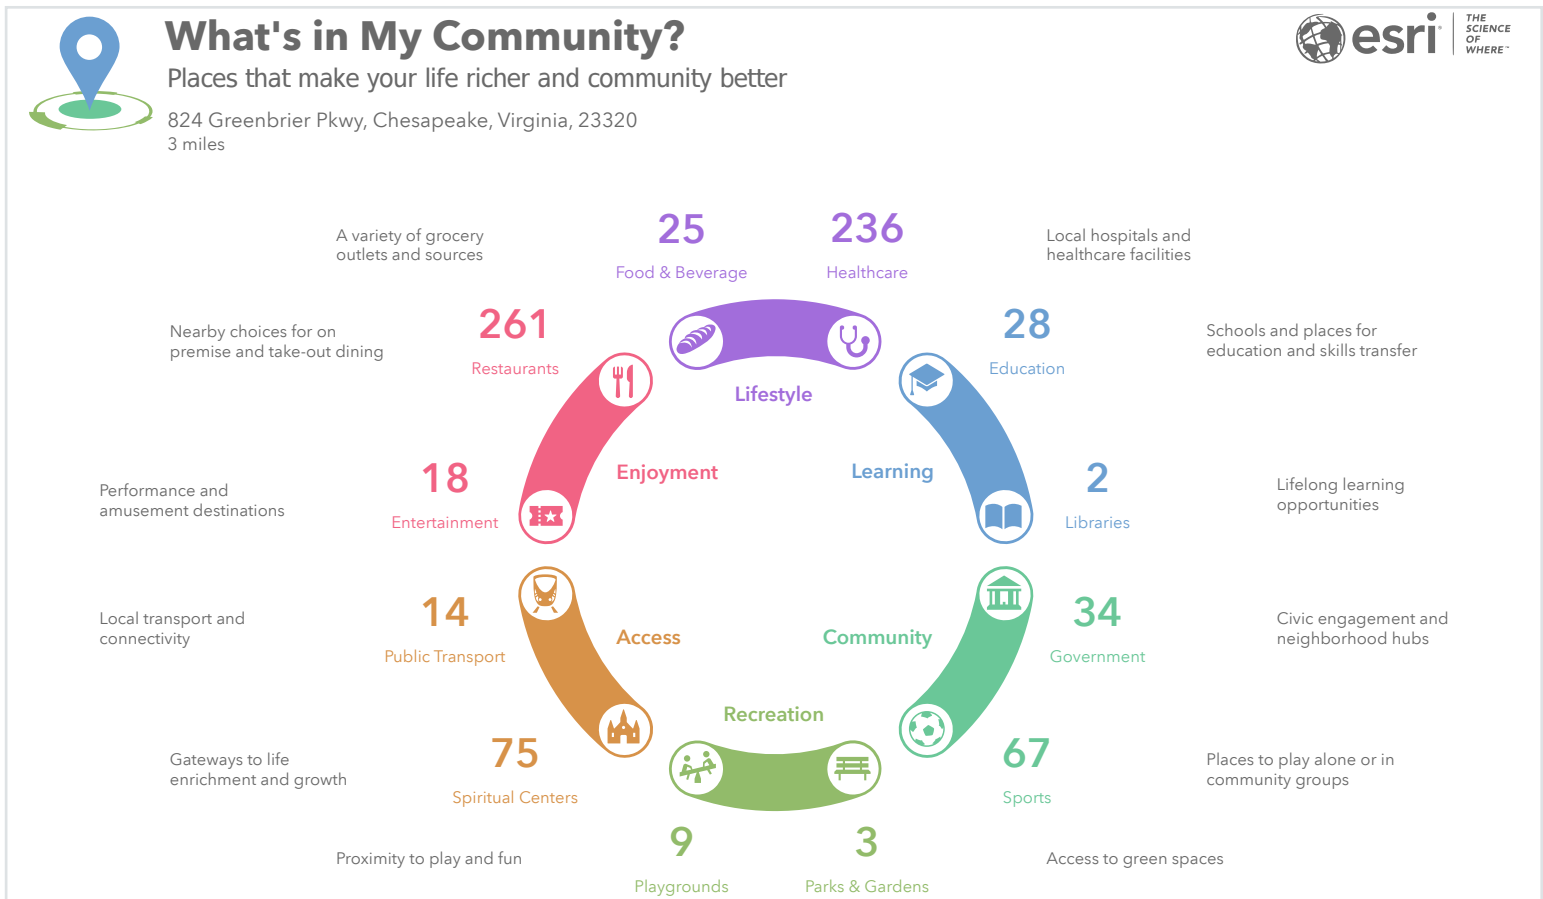 What's in My Community?
Places that make your life richer and community better
824 Greenbrier Pkwy, Chesapeake, Virginia, 23320
3 miles
esri
THE
SCIENCE
OF
WHERE™
A variety of grocery
outlets and sources
25
Food & Beverage
236
Healthcare
Local hospitals and
healthcare facilities
Nearby choices for on
premise and take-out dining
261
Restaurants
Lifestyle
28
Education
Schools and places for
education and skills transfer
Performance and
amusement destinations
18
Entertainment
Enjoyment
Learning
2
Libraries
Lifelong learning
opportunities
Local transport and
connectivity
14
Public Transport
Access
Community
34
Government
Civic engagement and
neighborhood hubs
Gateways to life
enrichment and growth
75
Spiritual Centers
Recreation
67
Sports
Places to play alone or in
community groups
Proximity to play and fun
9
Playgrounds
3
Parks & Gardens
Access to green spaces